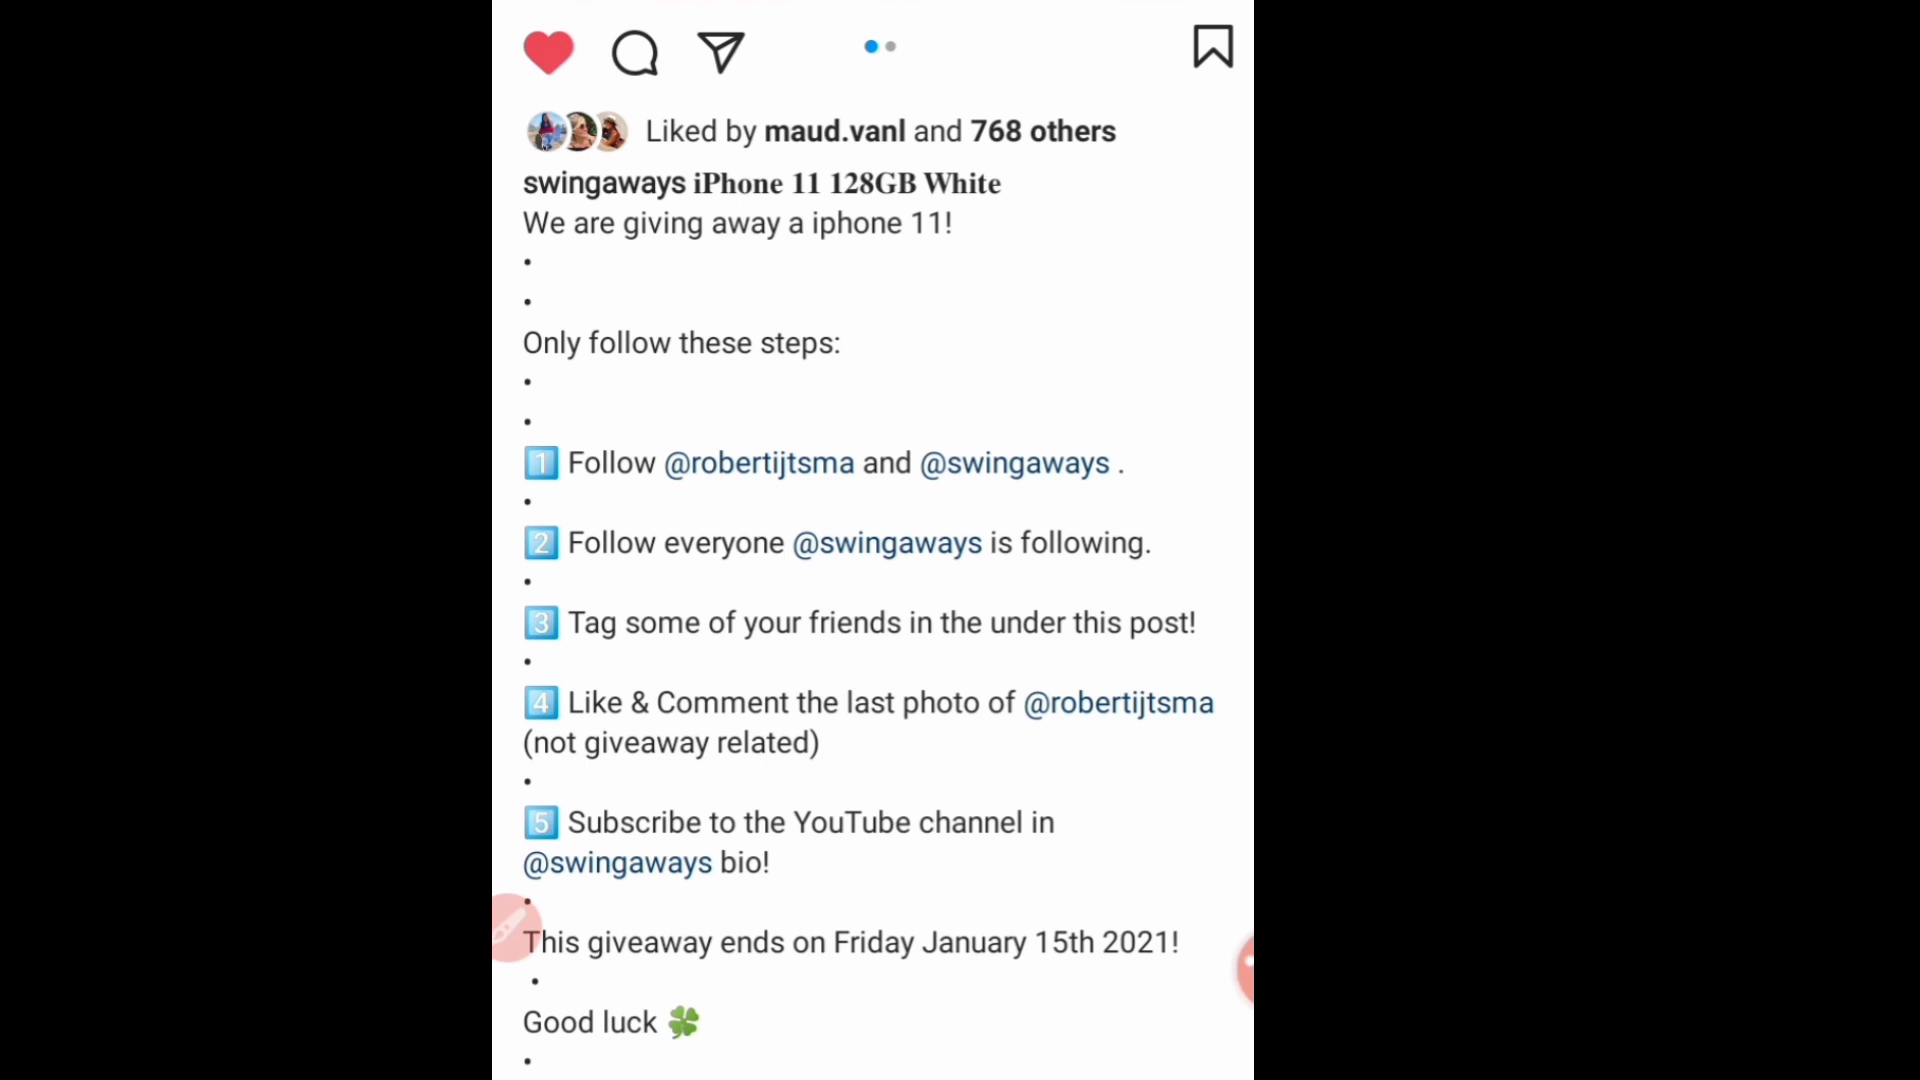 Liked by maud.vanl and 768 others
swingaways iPhone 11 128GB White
We are giving away a iphone 11!
•
•
Only follow these steps:
•
•
1️⃣ Follow @robertijtsma and @swingaways .
•
2️⃣ Follow everyone @swingaways is following.
•
3️⃣ Tag some of your friends in the under this post!
•
4️⃣ Like & Comment the last photo of @robertijtsma
(not giveaway related)
•
5️⃣ Subscribe to the YouTube channel in
@swingaways bio!
•
This giveaway ends on Friday January 15th 2021!
•
Good luck 🍀
•